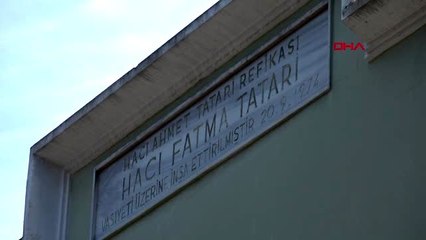 DHA
HACI AHMET TATARİ REFİKASI
HACI FATMA TATARİ
VASİYETİ ÜZERİNE İNŞA ETTİRİLMİŞTİR 20.9.1974